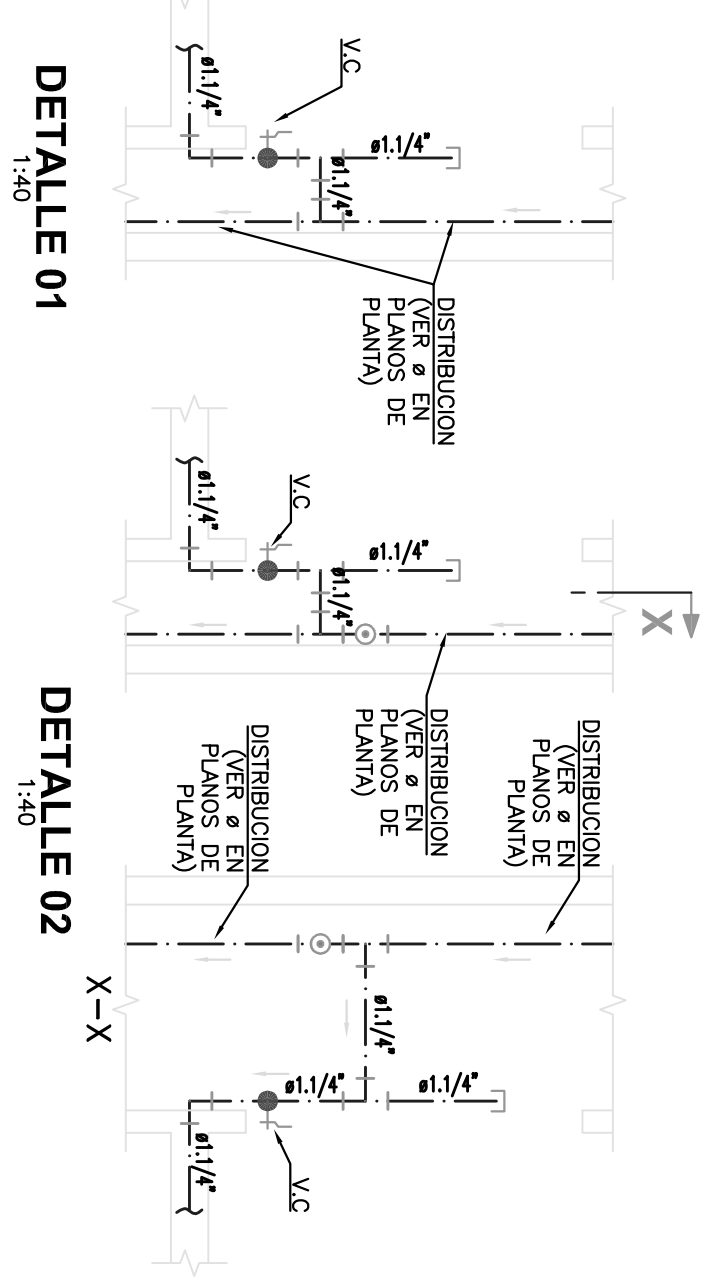 V.C
ø1.1/4"
ø1.1/4"
ø1.1/4"
DISTRIBUCION
(VER ø EN
PLANOS DE
PLANTA)
DETALLE 01
1:40
V.C
ø1.1/4"
ø1.1/4"
ø1.1/4"
X
DISTRIBUCION
(VER ø EN
PLANOS DE
PLANTA)
DISTRIBUCION
(VER ø EN
PLANOS DE
PLANTA)
DISTRIBUCION
(VER ø EN
PLANOS DE
PLANTA)
DETALLE 02
1:40
X-X
ø1.1/4"
ø1.1/4"
ø1.1/4"
ø1.1/4"
V.C